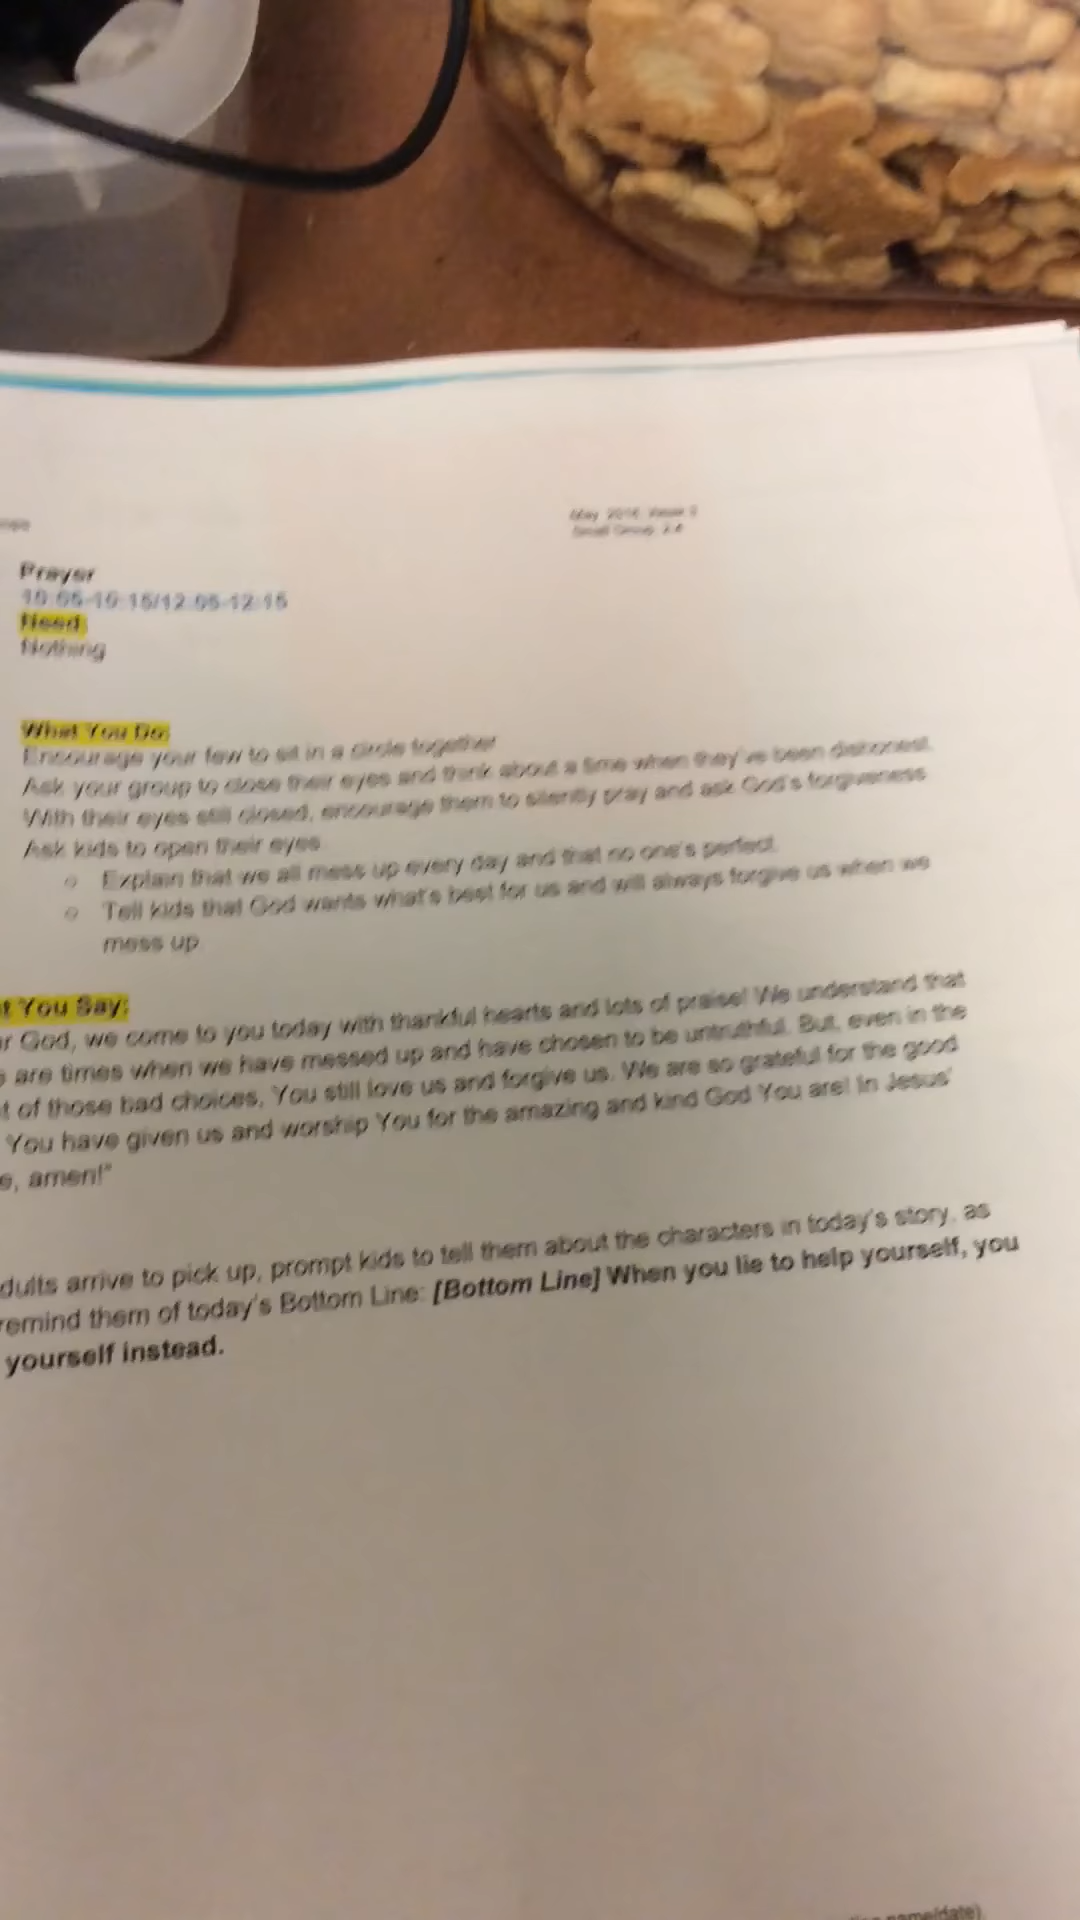 May 2016, Week 2
Small Group, 2
Prayer
10:05-10:15/12:05-12:15
Need:
Nothing
What You Do:
Encourage your few to sit in a circle together
Ask your group to close their eyes and think about a time when they've been dishonest.
With their eyes still closed, encourage them to silently pray and ask God's forgiveness
Ask kids to open their eyes
o Explain that we all mess up every day and that no one's perfect.
o Tell kids that God wants what's best for us and will always forgive us when we
mess up
t You Say:
r God, we come to you today with thankful hearts and lots of praise! We understand that
are times when we have messed up and have chosen to be untruthful. But, even in the
t of those bad choices, You still love us and forgive us. We are so grateful for the good
You have given us and worship You for the amazing and kind God You are! In Jesus'
e, amen!"
dults arrive to pick up, prompt kids to tell them about the characters in today's story, as
remind them of today's Bottom Line: [Bottom Line] When you lie to help yourself, you
yourself instead.
name/date)